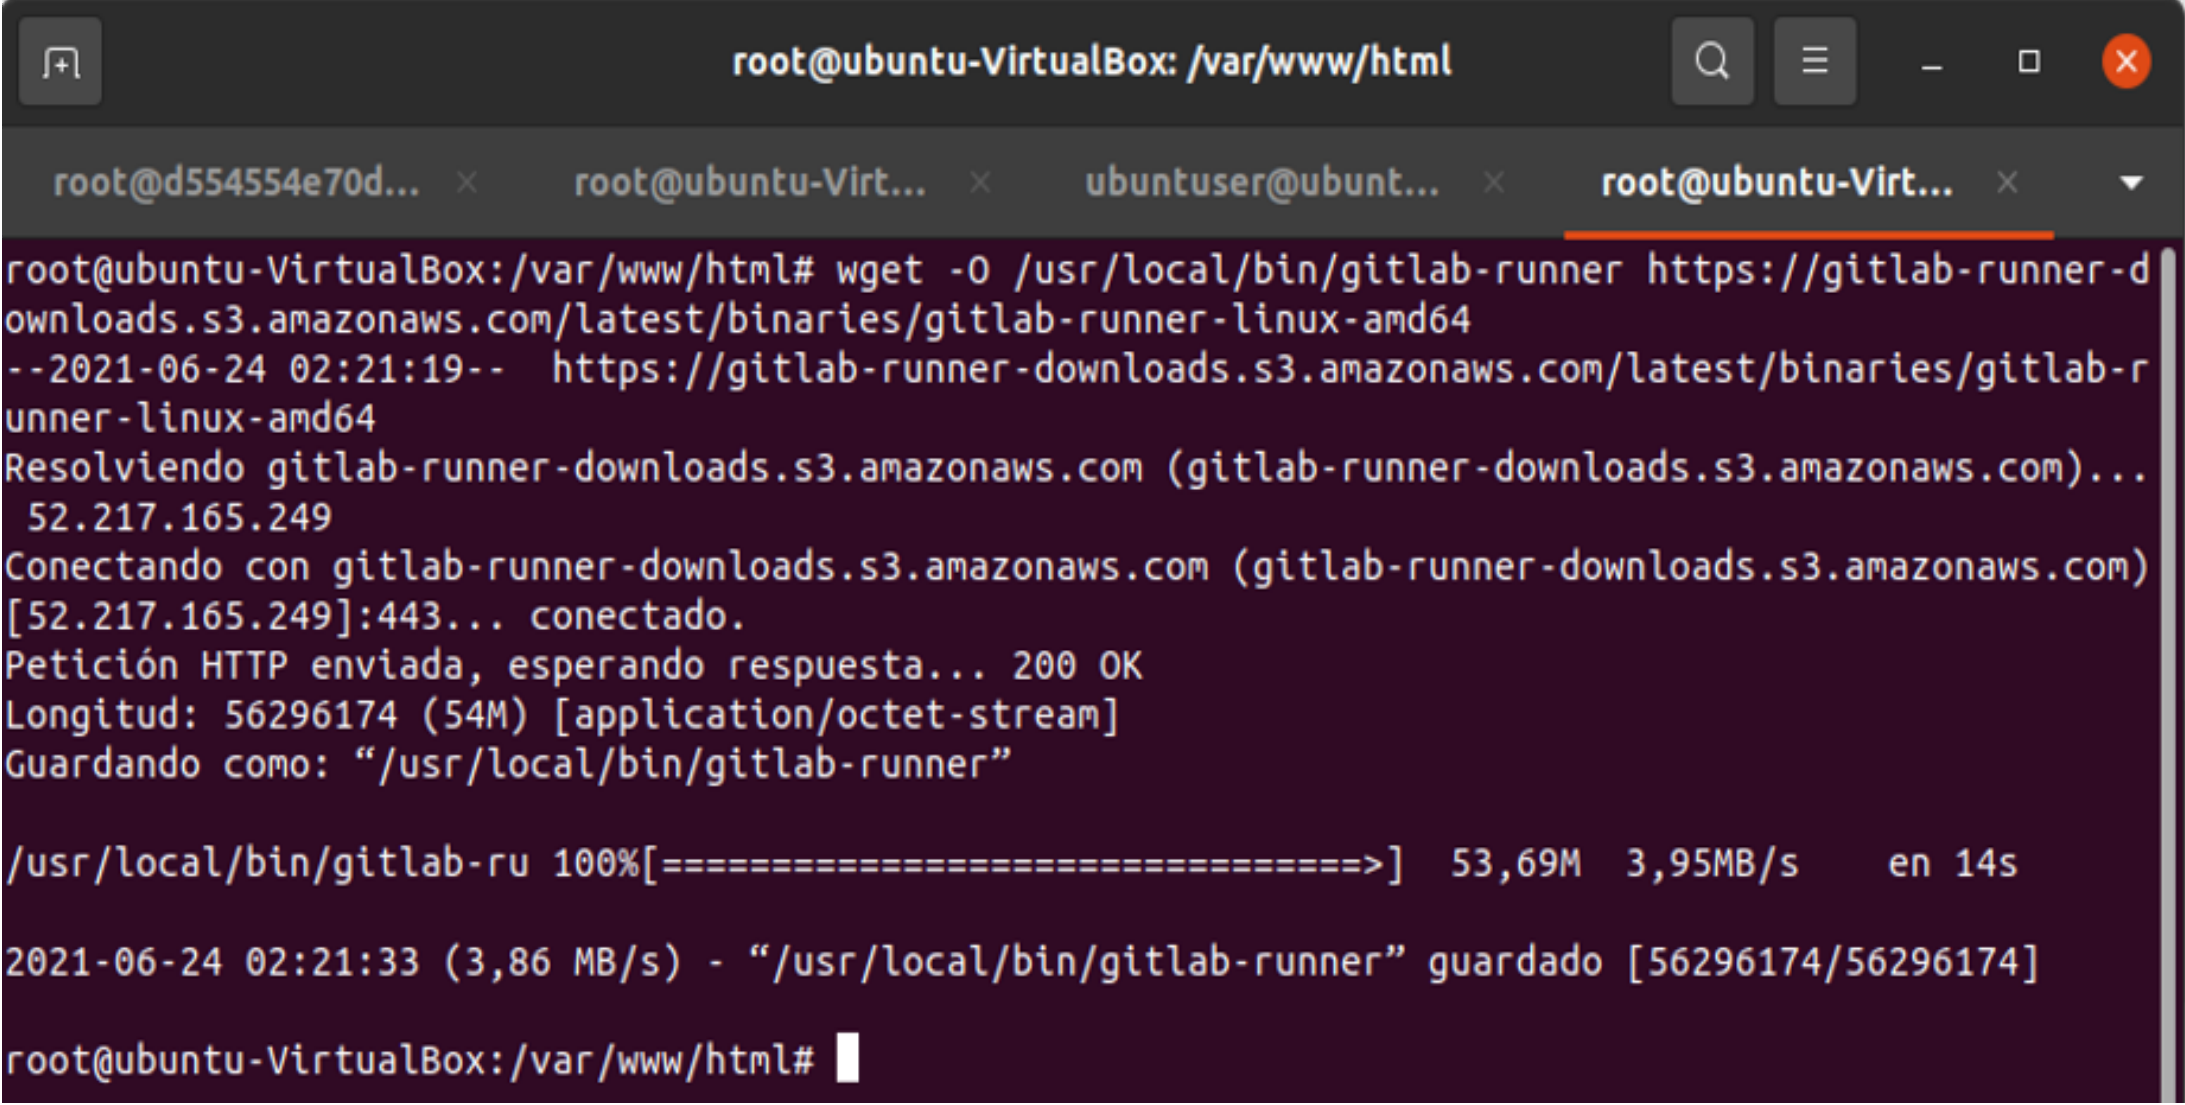 root@ubuntu-VirtualBox: /var/www/html
root@d554554e70d... root@ubuntu-Virt... ubuntuser@ubunt... root@ubuntu-Virt...
root@ubuntu-VirtualBox:/var/www/html# wget -O /usr/local/bin/gitlab-runner https://gitlab-runner-d
ownloads.s3.amazonaws.com/latest/binaries/gitlab-runner-linux-amd64
--2021-06-24 02:21:19--  https://gitlab-runner-downloads.s3.amazonaws.com/latest/binaries/gitlab-r
unner-linux-amd64
Resolviendo gitlab-runner-downloads.s3.amazonaws.com (gitlab-runner-downloads.s3.amazonaws.com)...
 52.217.165.249
Conectando con gitlab-runner-downloads.s3.amazonaws.com (gitlab-runner-downloads.s3.amazonaws.com)
[52.217.165.249]:443... conectado.
Petición HTTP enviada, esperando respuesta... 200 OK
Longitud: 56296174 (54M) [application/octet-stream]
Guardando como: “/usr/local/bin/gitlab-runner”
/usr/local/bin/gitlab-ru 100%[================================>]  53,69M  3,95MB/s    en 14s
2021-06-24 02:21:33 (3,86 MB/s) - “/usr/local/bin/gitlab-runner” guardado [56296174/56296174]
root@ubuntu-VirtualBox:/var/www/html#